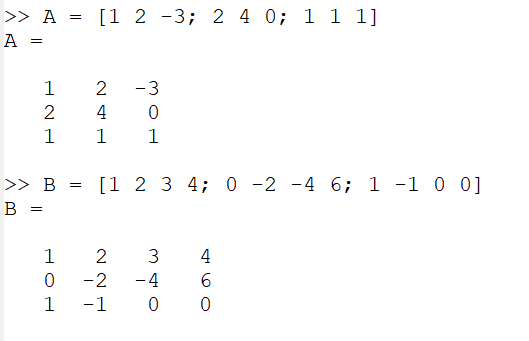 >> A = [1 2 -3; 2 4 0; 1 1 1]
A =
1 2 -3
2 4 0
1 1 1
>> B = [1 2 3 4; 0 -2 -4 6; 1 -1 0 0]
B =
1 2 3 4
0 -2 -4 6
1 -1 0 0